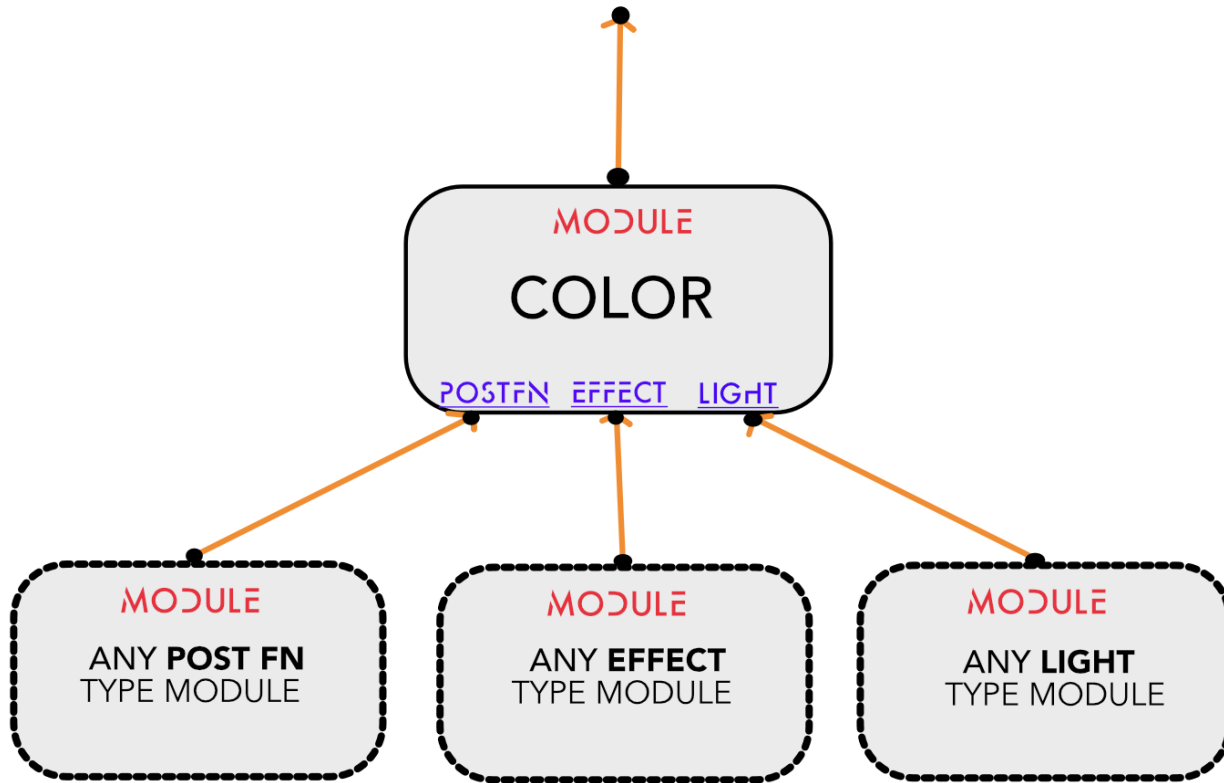 MODULE
COLOR
POSTFN EFFECT LIGHT
MODULE
ANY POST FN
TYPE MODULE
MODULE
ANY EFFECT
TYPE MODULE
MODULE
ANY LIGHT
TYPE MODULE